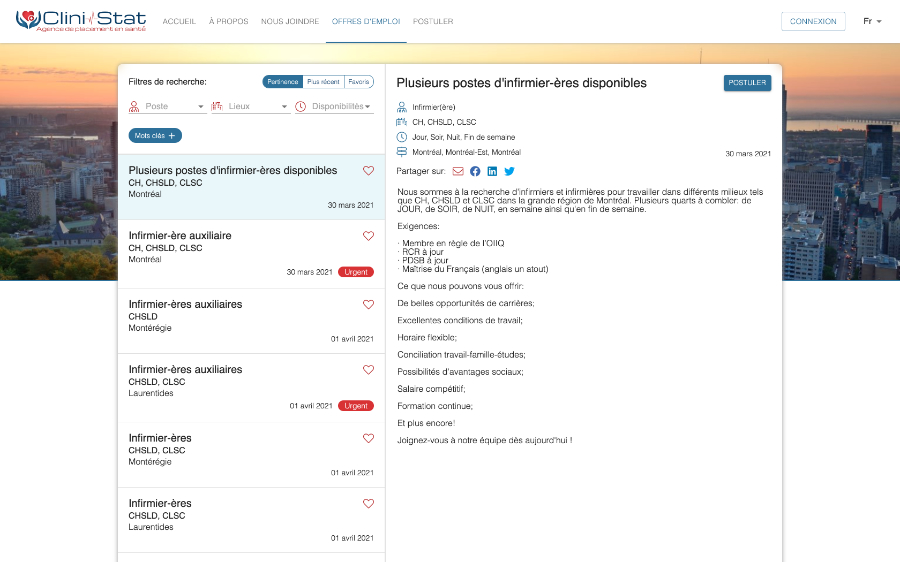 Clini Stat
Agence de placement en santé
ACCUEIL
À PROPOS
NOUS JOINDRE
OFFRES D'EMPLOI
POSTULER
CONNEXION
Fr
Filtres de recherche:
Pertinence
Plus récent
Favoris
Poste
Lieux
Disponibilités
Mots clés +
Plusieurs postes d'infirmier-ères disponibles
CH, CHSLD, CLSC
Montréal
30 mars 2021
Infirmier-ère auxiliaire
CH, CHSLD, CLSC
Montréal
30 mars 2021
Urgent
Infirmier-ères auxiliaires
CHSLD
Montérégie
01 avril 2021
Infirmier-ères auxiliaires
CHSLD, CLSC
Laurentides
01 avril 2021
Urgent
Infirmier-ères
CHSLD, CLSC
Montérégie
01 avril 2021
Infirmier-ères
CHSLD, CLSC
Laurentides
01 avril 2021
Plusieurs postes d'infirmier-ères disponibles
POSTULER
Infirmier(ère)
CH, CHSLD, CLSC
Jour, Soir, Nuit, Fin de semaine
Montréal, Montréal-Est, Montréal
30 mars 2021
Partager sur:
Nous sommes à la recherche d'infirmiers et infirmières pour travailler dans différents milieux tels
que CH, CHSLD et CLSC dans la grande région de Montréal. Plusieurs quarts à combler: de
JOUR, de SOIR, de NUIT, en semaine ainsi qu'en fin de semaine.
Exigences:
· Membre en règle de l'OIIQ
· RCR à jour
· PDSB à jour
· Maîtrise du Français (anglais un atout)
Ce que nous pouvons vous offrir:
De belles opportunités de carrières;
Excellentes conditions de travail;
Horaire flexible;
Conciliation travail-famille-études;
Possibilités d'avantages sociaux;
Salaire compétitif;
Formation continue;
Et plus encore!
Joignez-vous à notre équipe dès aujourd'hui !